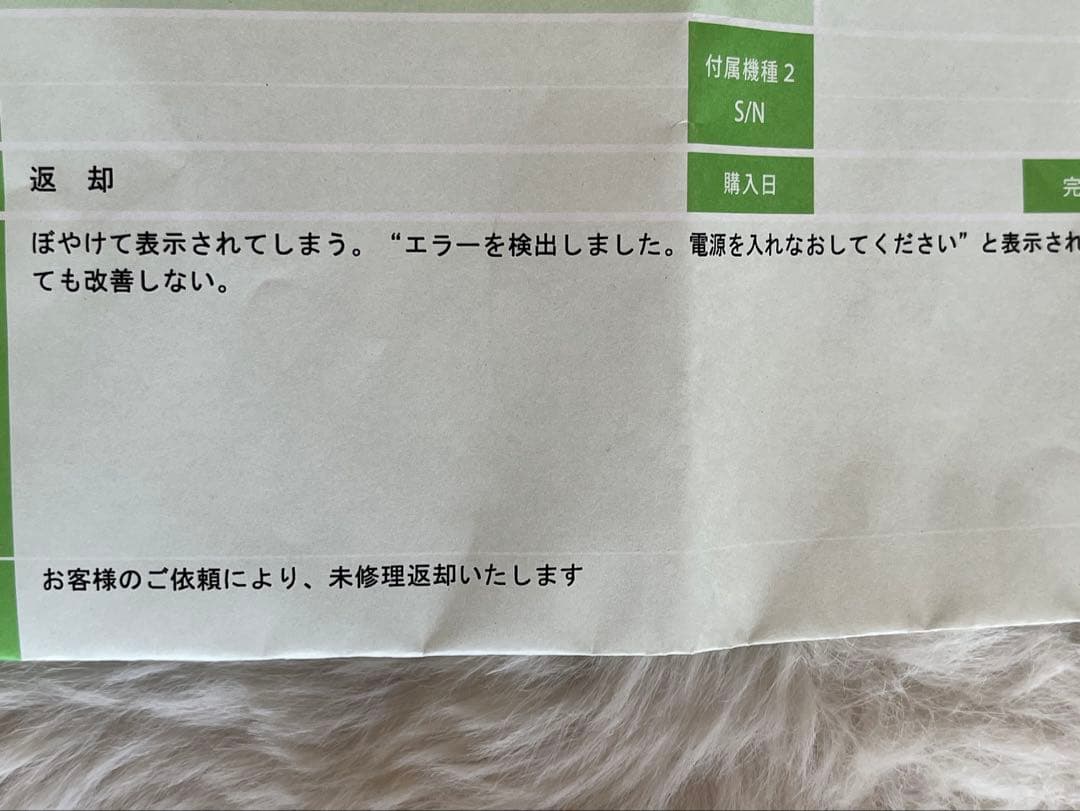 付属機種2
S/N
返 却
購入日
完
ぼやけて表示されてしまう。 “エラーを検出しました。電源を入れなおしてください” と表示され
ても改善しない。
お客様のご依頼により、未修理返却いたします